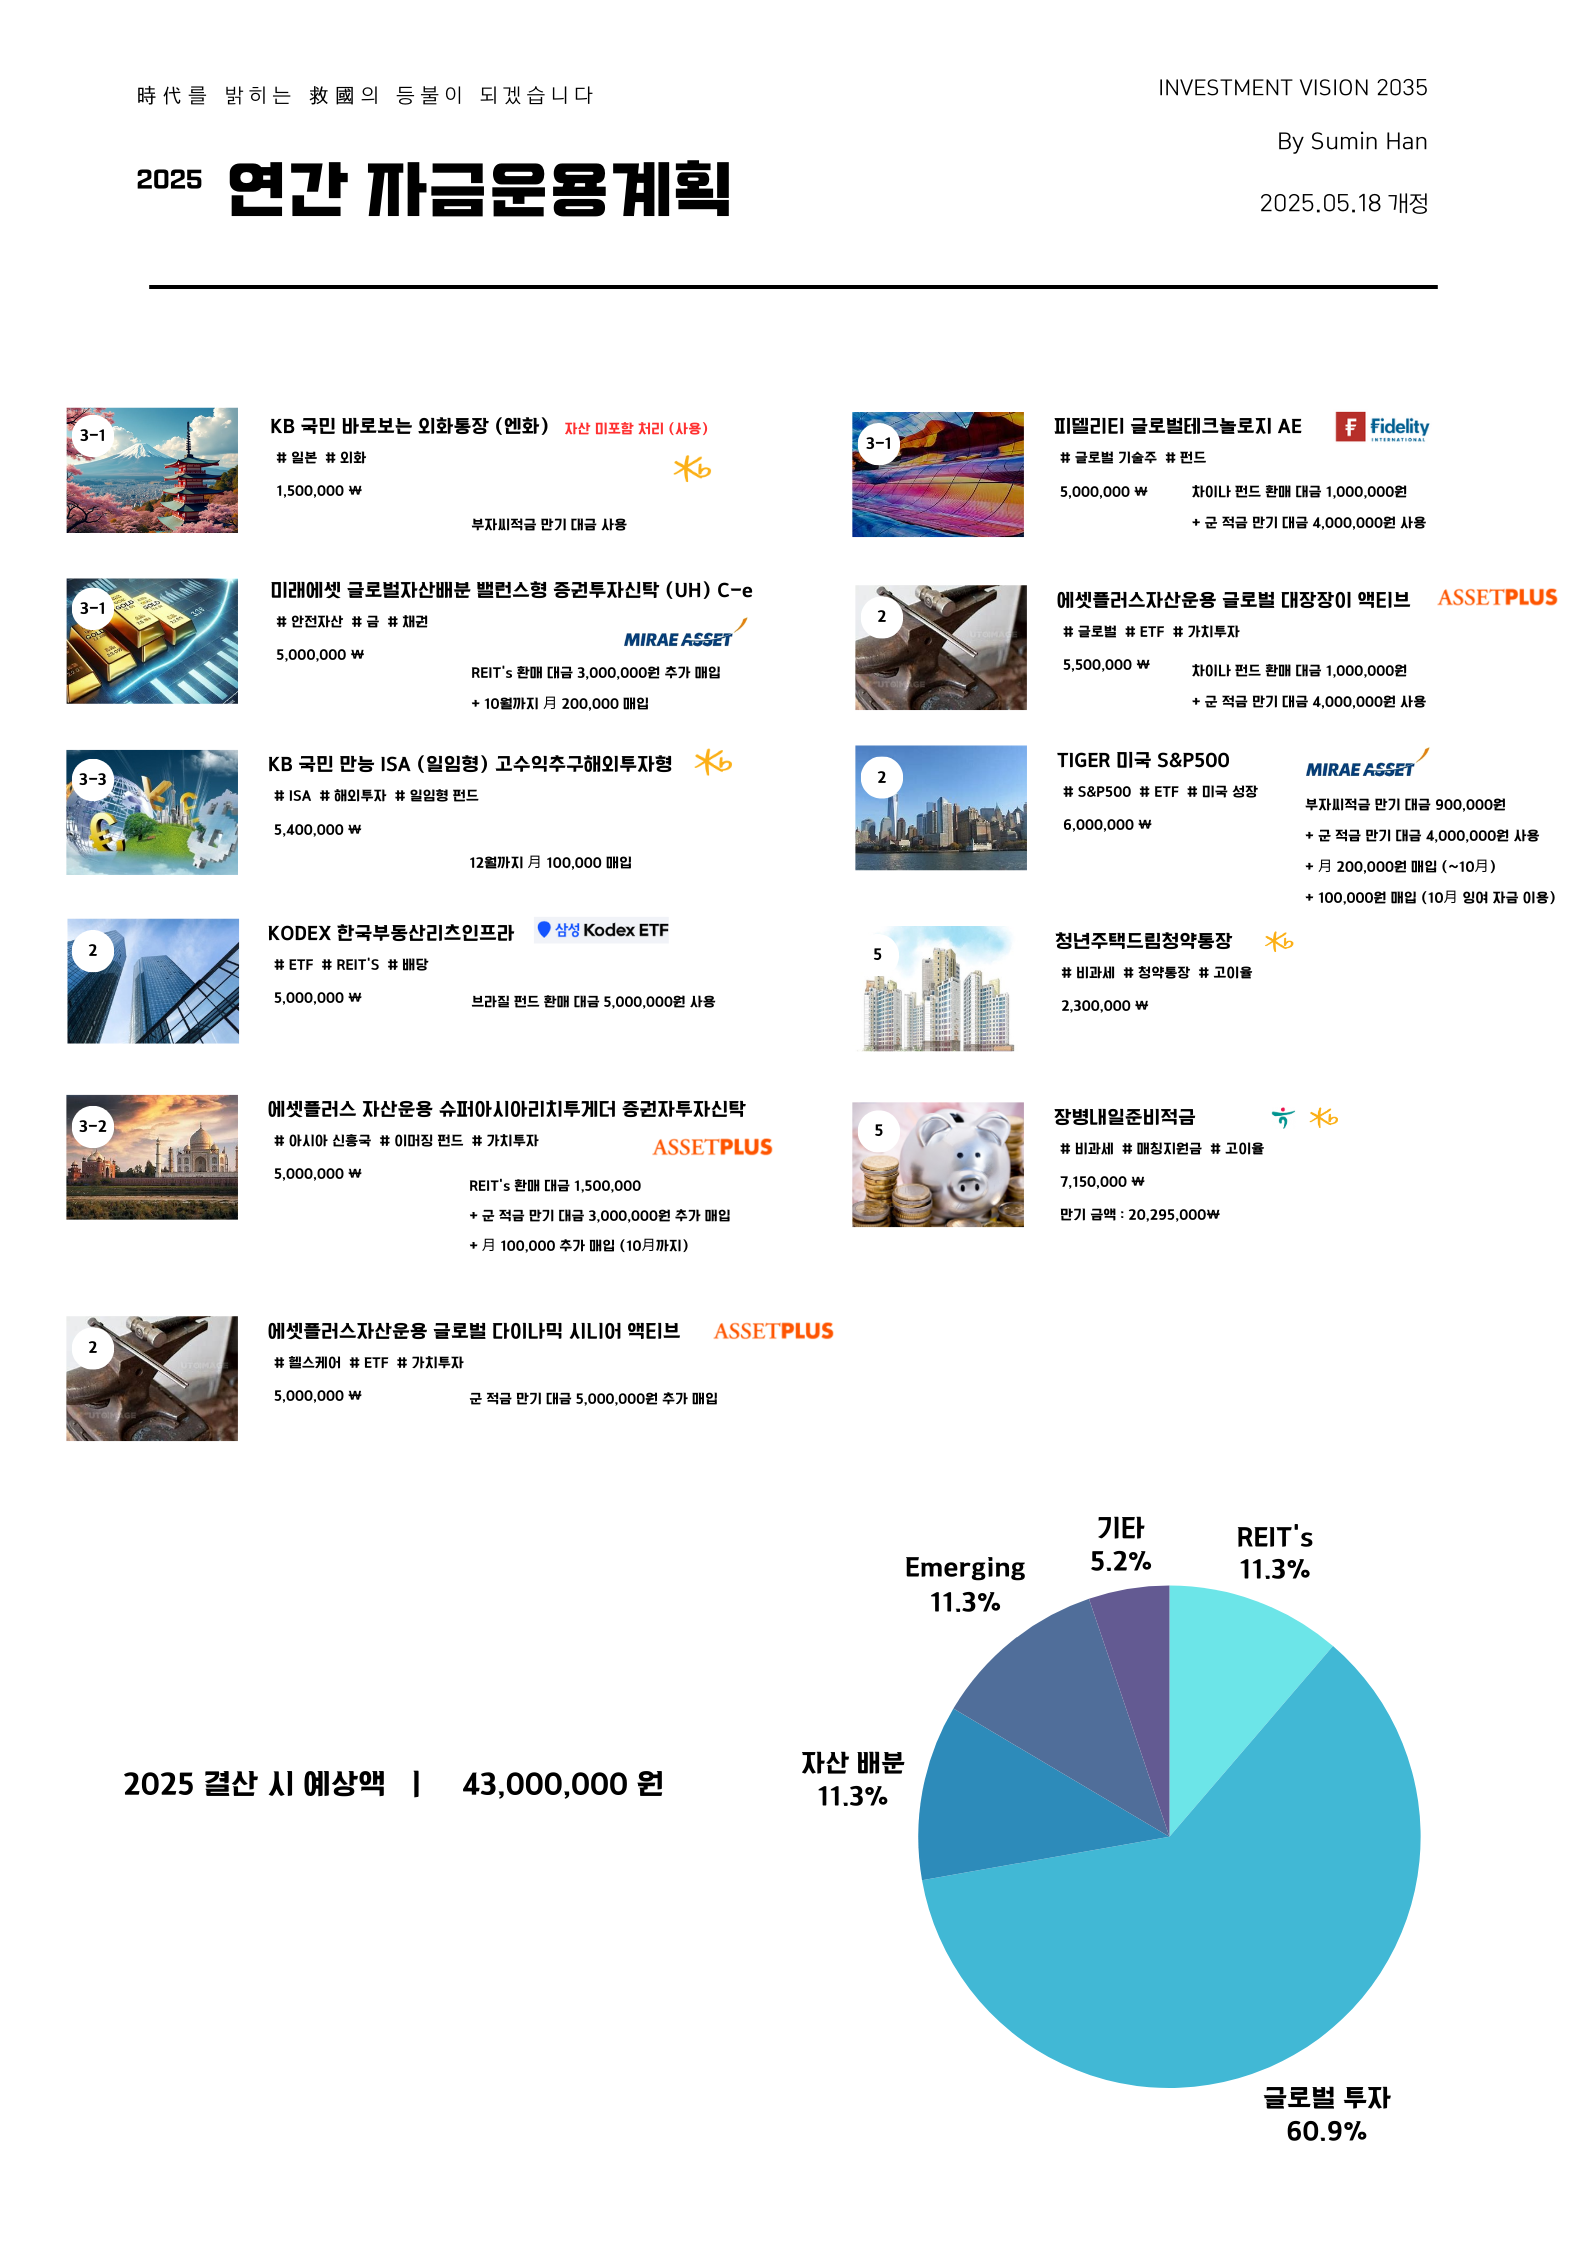 時代를 밝히는 救國의 등불이 되겠습니다
2025 연간 자금운용계획
INVESTMENT VISION 2035
By Sumin Han
2025.05.18 개정
3-1
KB 국민 바로보는 외화통장 (엔화) 자산 미포함 처리 (사용)
# 일본 # 외화
1,500,000 ₩
부자씨적금 만기 대금 사용
3-1
미래에셋 글로벌자산배분 밸런스형 증권투자신탁 (UH) C-e
# 안전자산 # 금 # 채권
MIRAE ASSET
5,000,000 ₩
REIT's 환매 대금 3,000,000원 추가 매입
+ 10월까지 月 200,000 매입
3-3
KB 국민 만능 ISA (일임형) 고수익추구해외투자형
# ISA # 해외투자 # 일임형 펀드
5,400,000 ₩
12월까지 月 100,000 매입
2
KODEX 한국부동산리츠인프라 삼성 Kodex ETF
# ETF # REIT'S # 배당
5,000,000 ₩
브라질 펀드 환매 대금 5,000,000원 사용
3-2
에셋플러스 자산운용 슈퍼아시아리치투게더 증권자투자신탁
# 아시아 신흥국 # 이머징 펀드 # 가치투자
ASSETPLUS
5,000,000 ₩
REIT's 환매 대금 1,500,000
+ 군 적금 만기 대금 3,000,000원 추가 매입
+ 月 100,000 추가 매입 (10月까지)
2
에셋플러스자산운용 글로벌 다이나믹 시니어 액티브 ASSETPLUS
# 헬스케어 # ETF # 가치투자
5,000,000 ₩
군 적금 만기 대금 5,000,000원 추가 매입
3-1
피델리티 글로벌테크놀로지 AE Fidelity INTERNATIONAL
# 글로벌 기술주 # 펀드
5,000,000 ₩
차이나 펀드 환매 대금 1,000,000원
+ 군 적금 만기 대금 4,000,000원 사용
2
에셋플러스자산운용 글로벌 대장장이 액티브 ASSETPLUS
# 글로벌 # ETF # 가치투자
5,500,000 ₩
차이나 펀드 환매 대금 1,000,000원
+ 군 적금 만기 대금 4,000,000원 사용
2
TIGER 미국 S&P500
MIRAE ASSET
# S&P500 # ETF # 미국 성장
6,000,000 ₩
부자씨적금 만기 대금 900,000원
+ 군 적금 만기 대금 4,000,000원 사용
+ 月 200,000원 매입 (~10月)
+ 100,000원 매입 (10月 잉여 자금 이용)
5
청년주택드림청약통장
# 비과세 # 청약통장 # 고이율
2,300,000 ₩
5
장병내일준비적금
# 비과세 # 매칭지원금 # 고이율
7,150,000 ₩
만기 금액 : 20,295,000₩
2025 결산 시 예상액 | 43,000,000 원
기타
5.2%
REIT's
11.3%
Emerging
11.3%
자산 배분
11.3%
글로벌 투자
60.9%